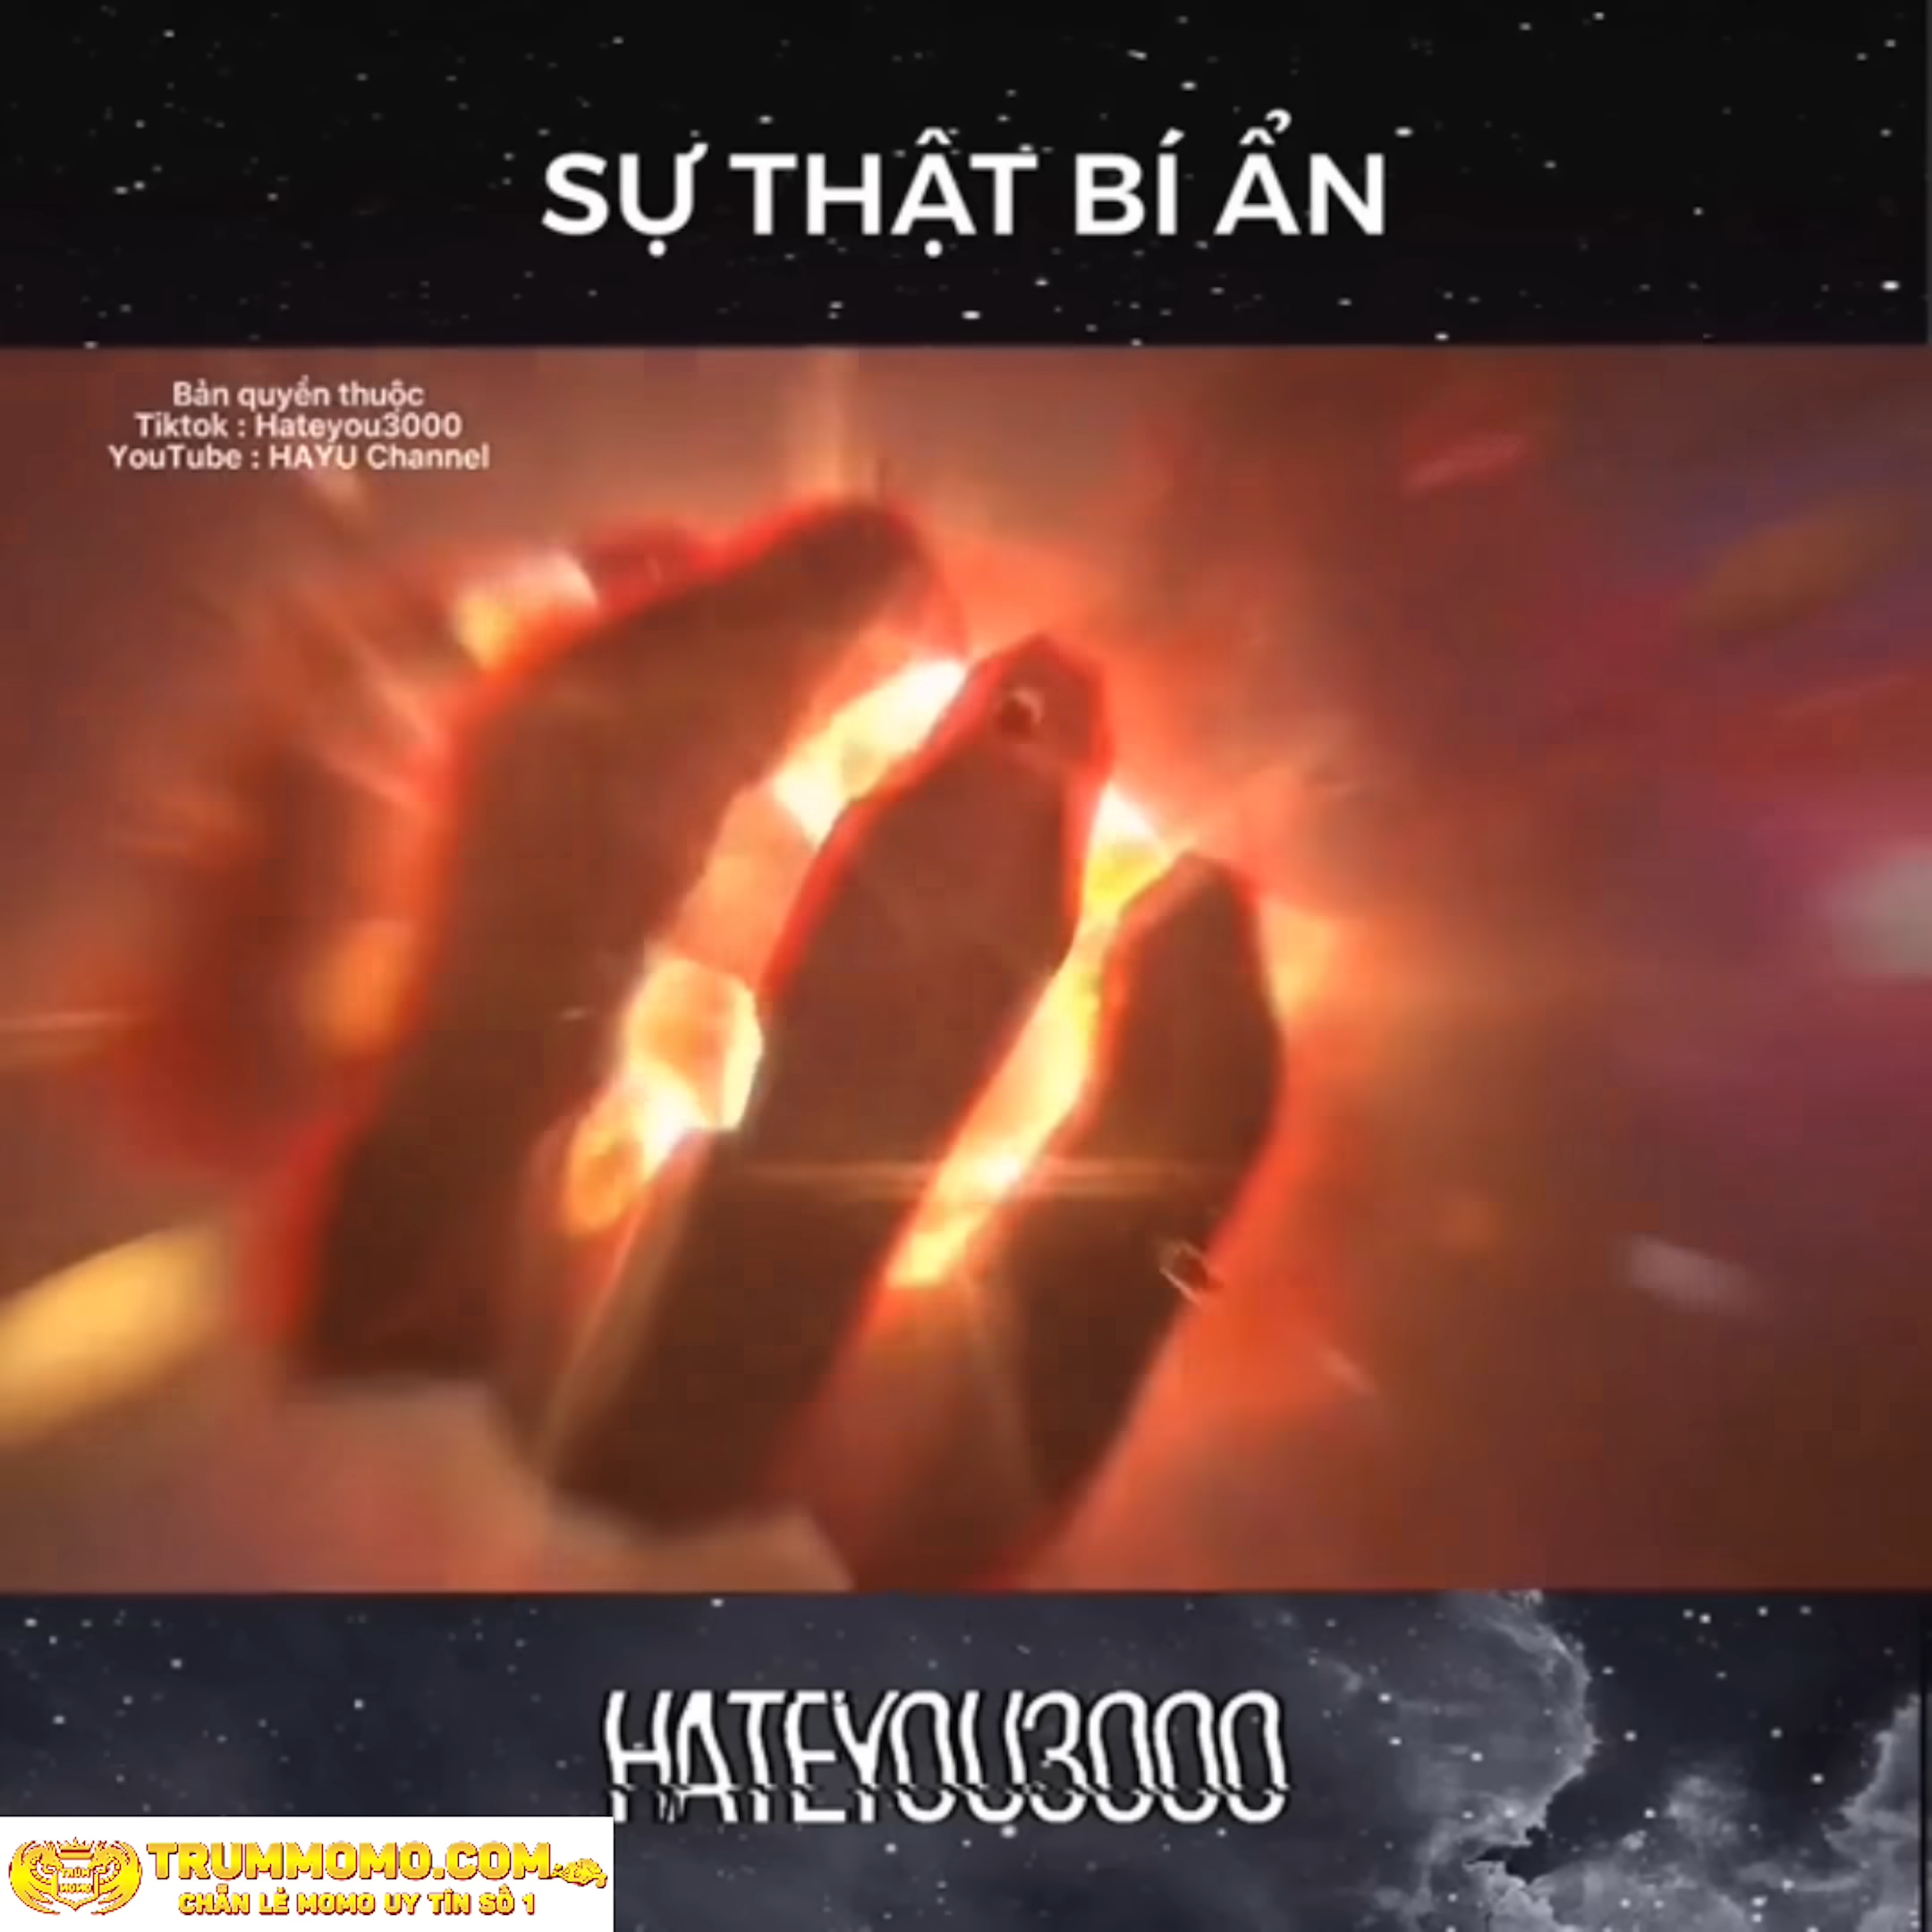 SỰ THẬT BÍ ẨN
Bản quyền thuộc
Tiktok : Hateyou3000
YouTube : HAYU Channel
HATEYOU3000
TRUMMOMO.COM
CHẴN LẺ MOMO UY TÍN SỐ 1